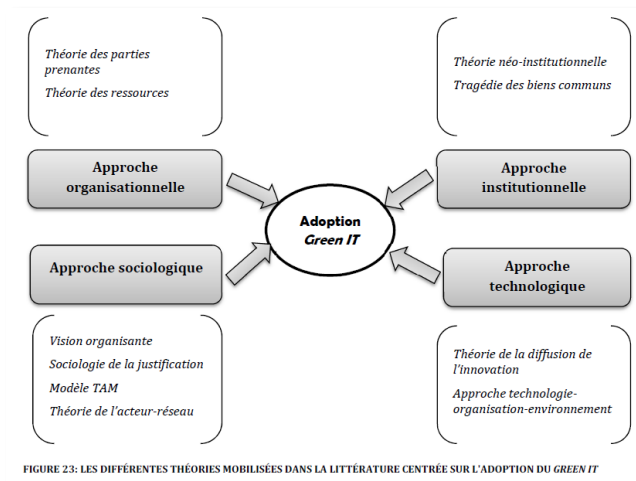 Théorie des parties
prenantes
Théorie des ressources
Théorie néo-institutionnelle
Tragédie des biens communs
Approche
organisationnelle
Approche
institutionnelle
Adoption
Green IT
Approche sociologique
Approche
technologique
Vision organisante
Sociologie de la justification
Modèle TAM
Théorie de l'acteur-réseau
Théorie de la diffusion de
l'innovation
Approche technologie-
organisation-environnement
FIGURE 23: LES DIFFÉRENTES THÉORIES MOBILISÉES DANS LA LITTÉRATURE CENTRÉE SUR L'ADOPTION DU GREEN IT